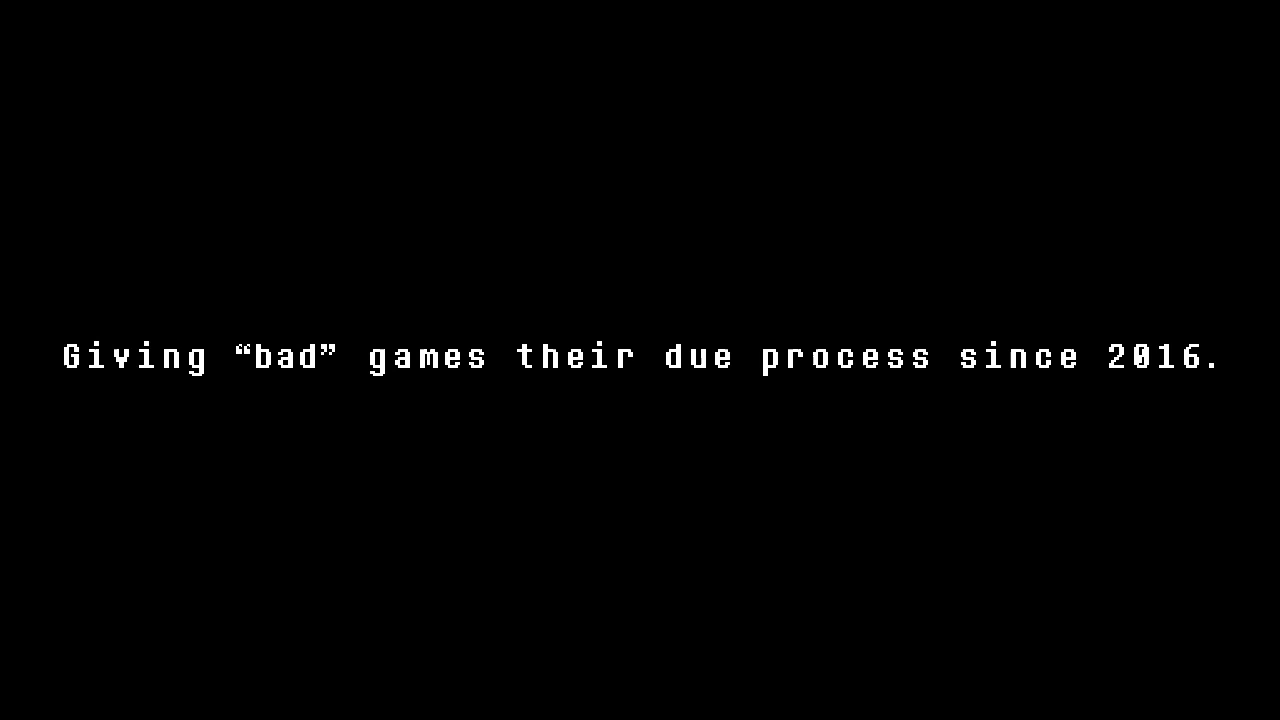 Giving “bad” games their due process since 2016.